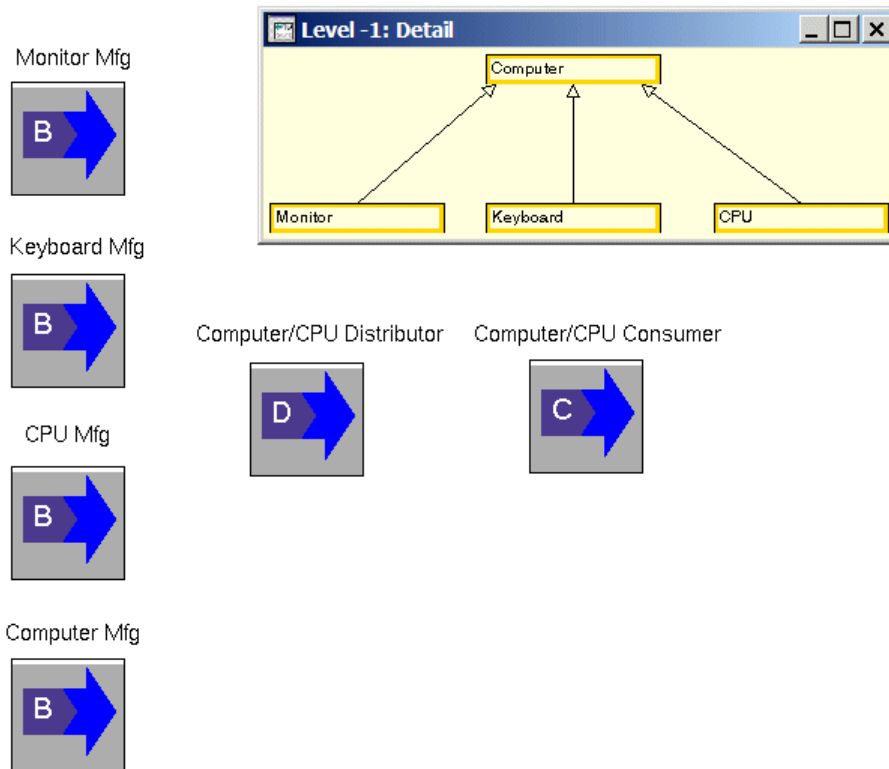 Level -1: Detail
Computer
Monitor
Keyboard
CPU
Monitor Mfg
B
Keyboard Mfg
B
Computer/CPU Distributor
D
Computer/CPU Consumer
C
CPU Mfg
B
Computer Mfg
B